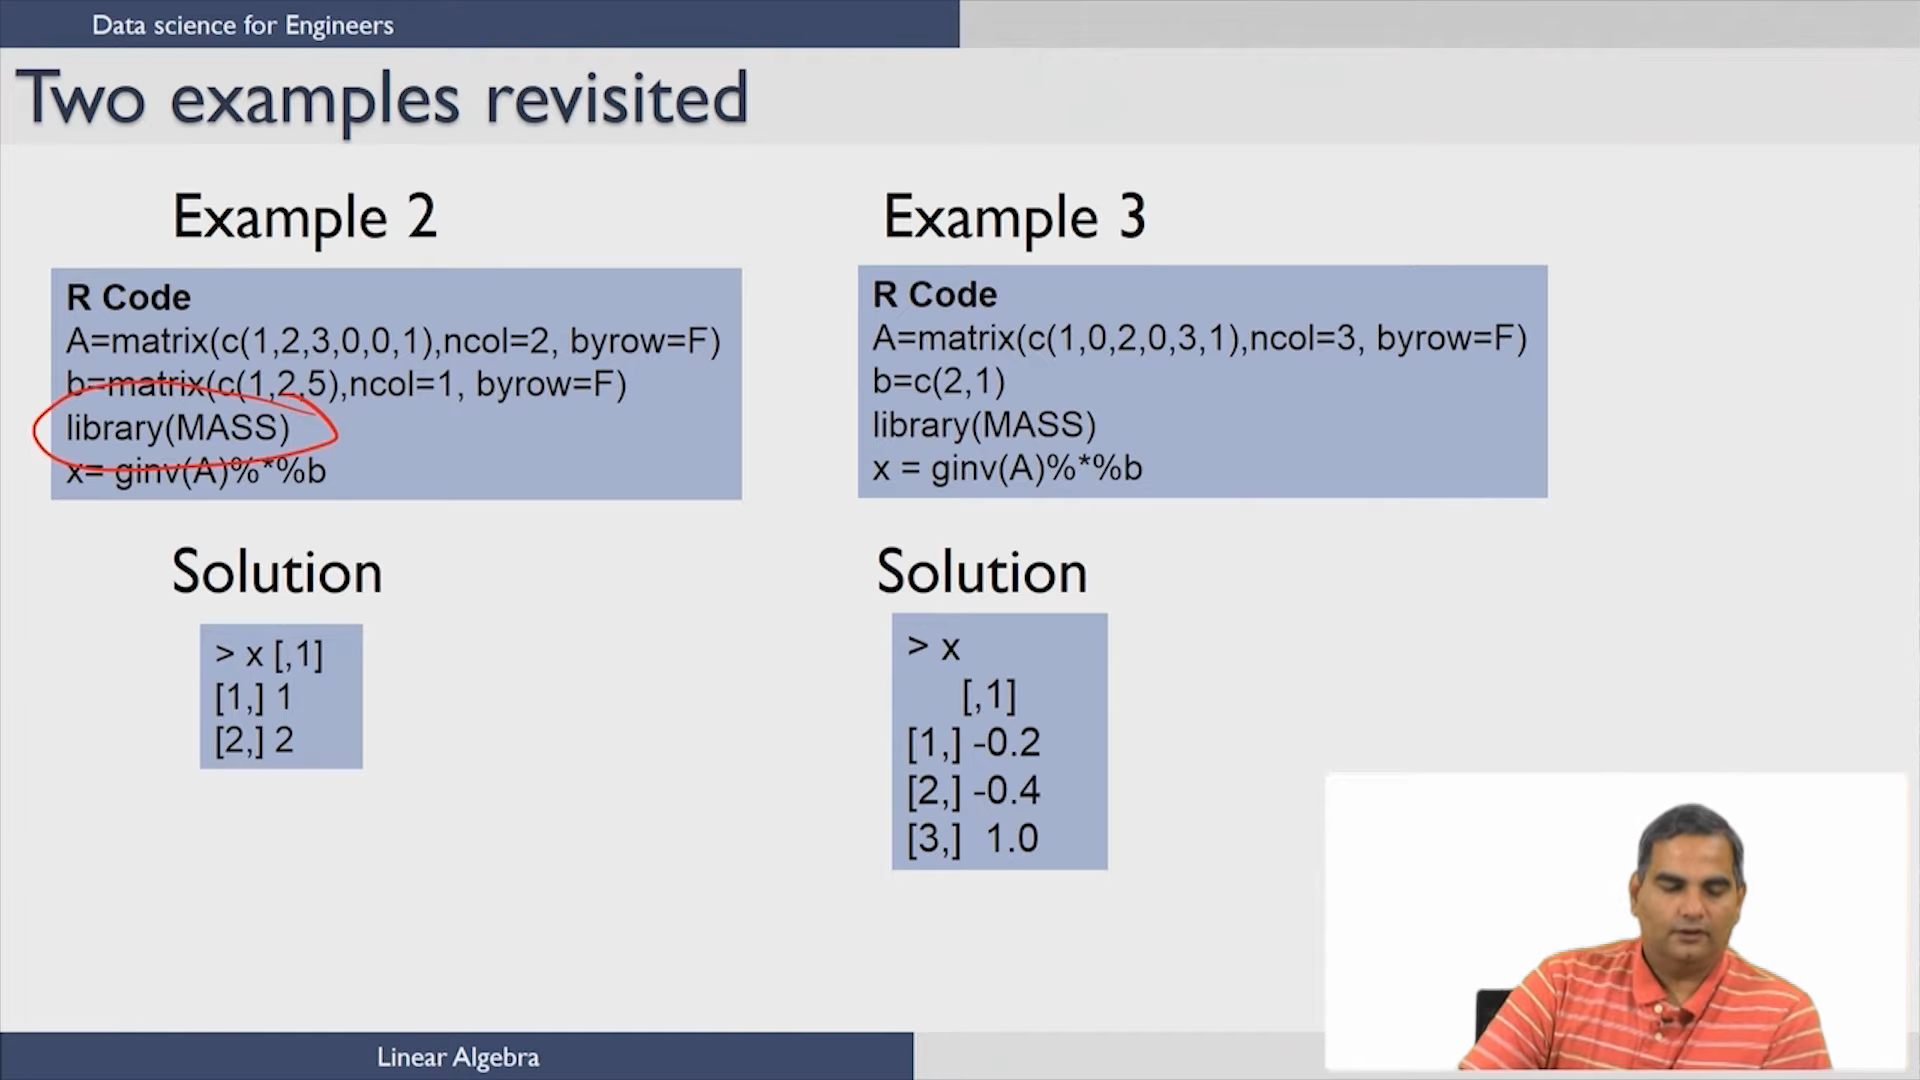 Data science for Engineers
Two examples revisited
Example 2
R Code
A=matrix(c(1,2,3,0,0,1),ncol=2, byrow=F)
b=matrix(c(1,2,5),ncol=1, byrow=F)
library(MASS)
x= ginv(A)%*%b
Solution
> x [,1]
[1,] 1
[2,] 2
Example 3
R Code
A=matrix(c(1,0,2,0,3,1),ncol=3, byrow=F)
b=c(2,1)
library(MASS)
x = ginv(A)%*%b
Solution
> x
[,1]
[1,] -0.2
[2,] -0.4
[3,] 1.0
Linear Algebra